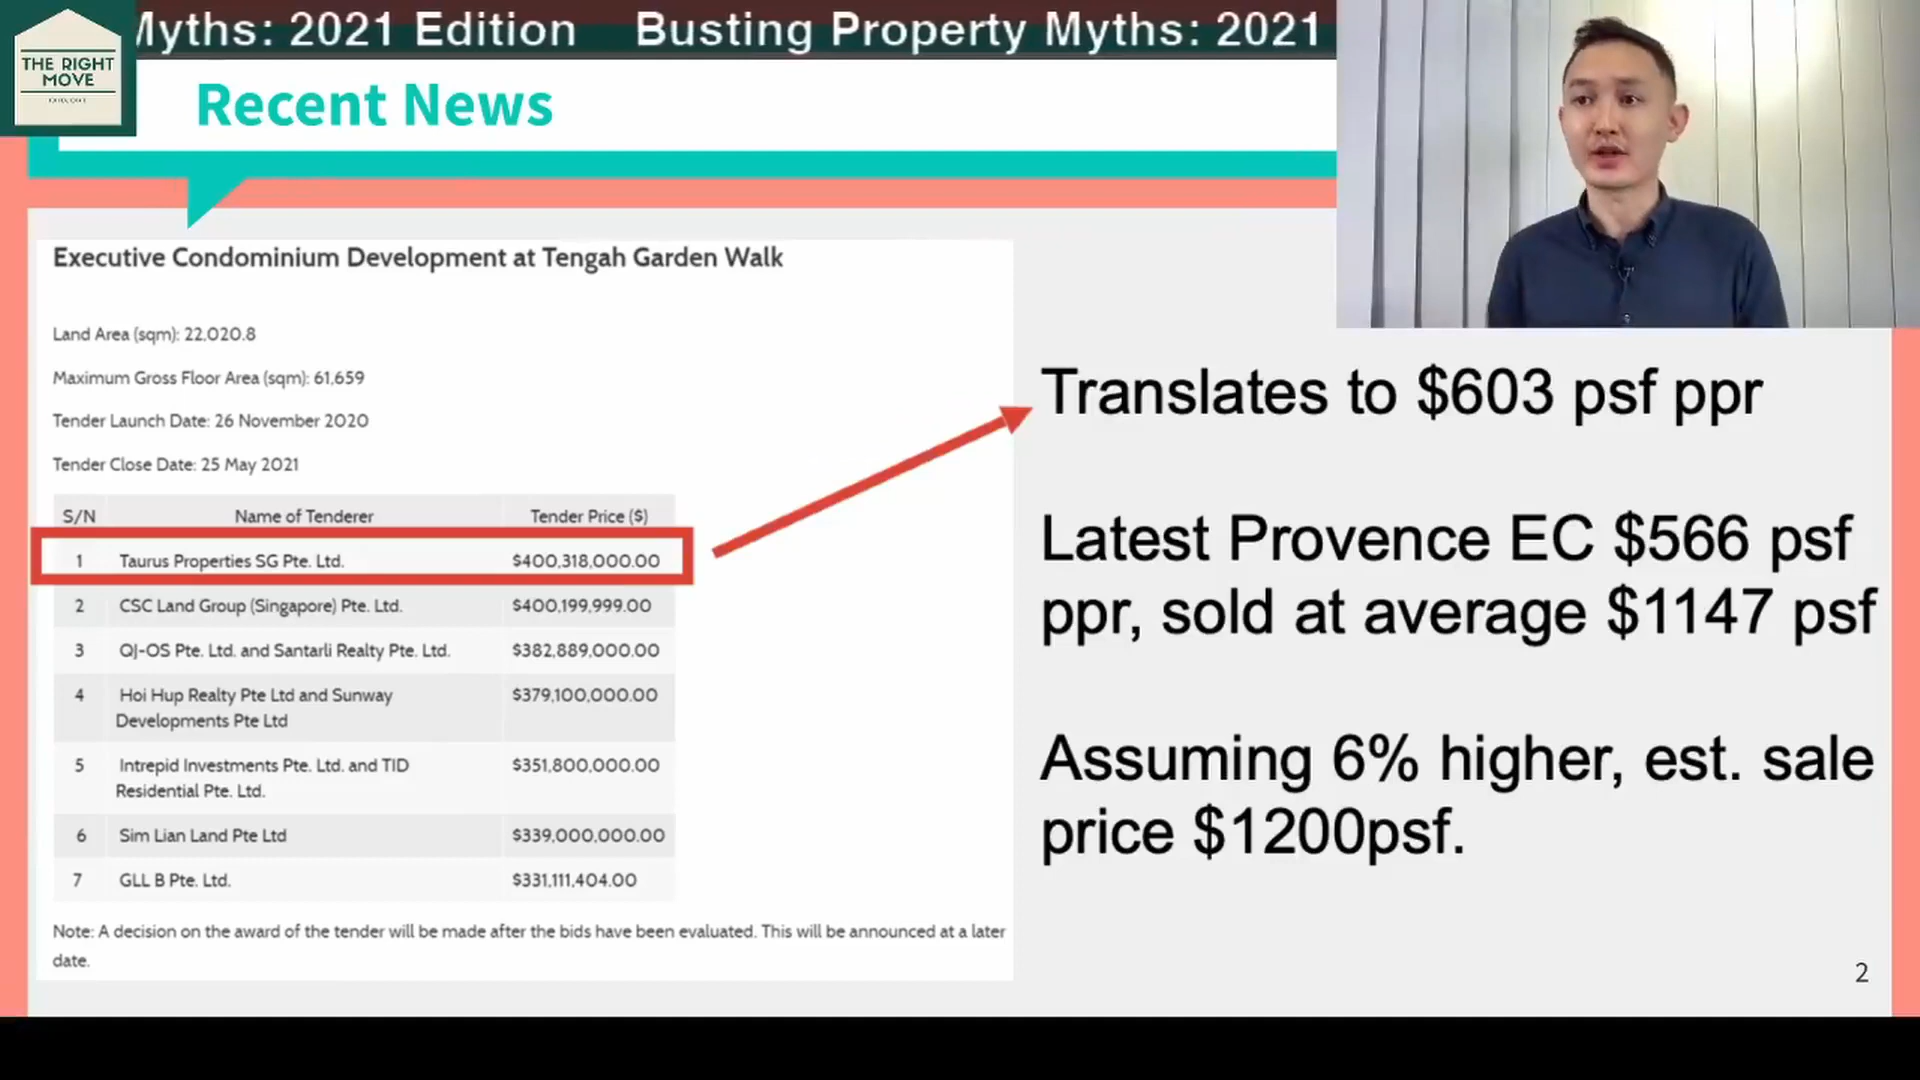 Myths: 2021 Edition Busting Property Myths: 2021
THE RIGHT
MOVE
Recent News
Executive Condominium Development at Tengah Garden Walk
Land Area (sqm): 22,020.8
Maximum Gross Floor Area (sqm): 61,659
Tender Launch Date: 26 November 2020
Tender Close Date: 25 May 2021
S/N Name of Tenderer Tender Price ($)
1 Taurus Properties SG Pte. Ltd. $400,318,000.00
2 CSC Land Group (Singapore) Pte. Ltd. $400,199,999.00
3 QJ-OS Pte. Ltd. and Santarli Realty Pte. Ltd. $382,889,000.00
4 Hoi Hup Realty Pte Ltd and Sunway $379,100,000.00
Developments Pte Ltd
5 Intrepid Investments Pte. Ltd. and TID $351,800,000.00
Residential Pte. Ltd.
6 Sim Lian Land Pte Ltd $339,000,000.00
7 GLL B Pte. Ltd. $331,111,404.00
Note: A decision on the award of the tender will be made after the bids have been evaluated. This will be announced at a later
date.
Translates to $603 psf ppr
Latest Provence EC $566 psf
ppr, sold at average $1147 psf
Assuming 6% higher, est. sale
price $1200psf.
2